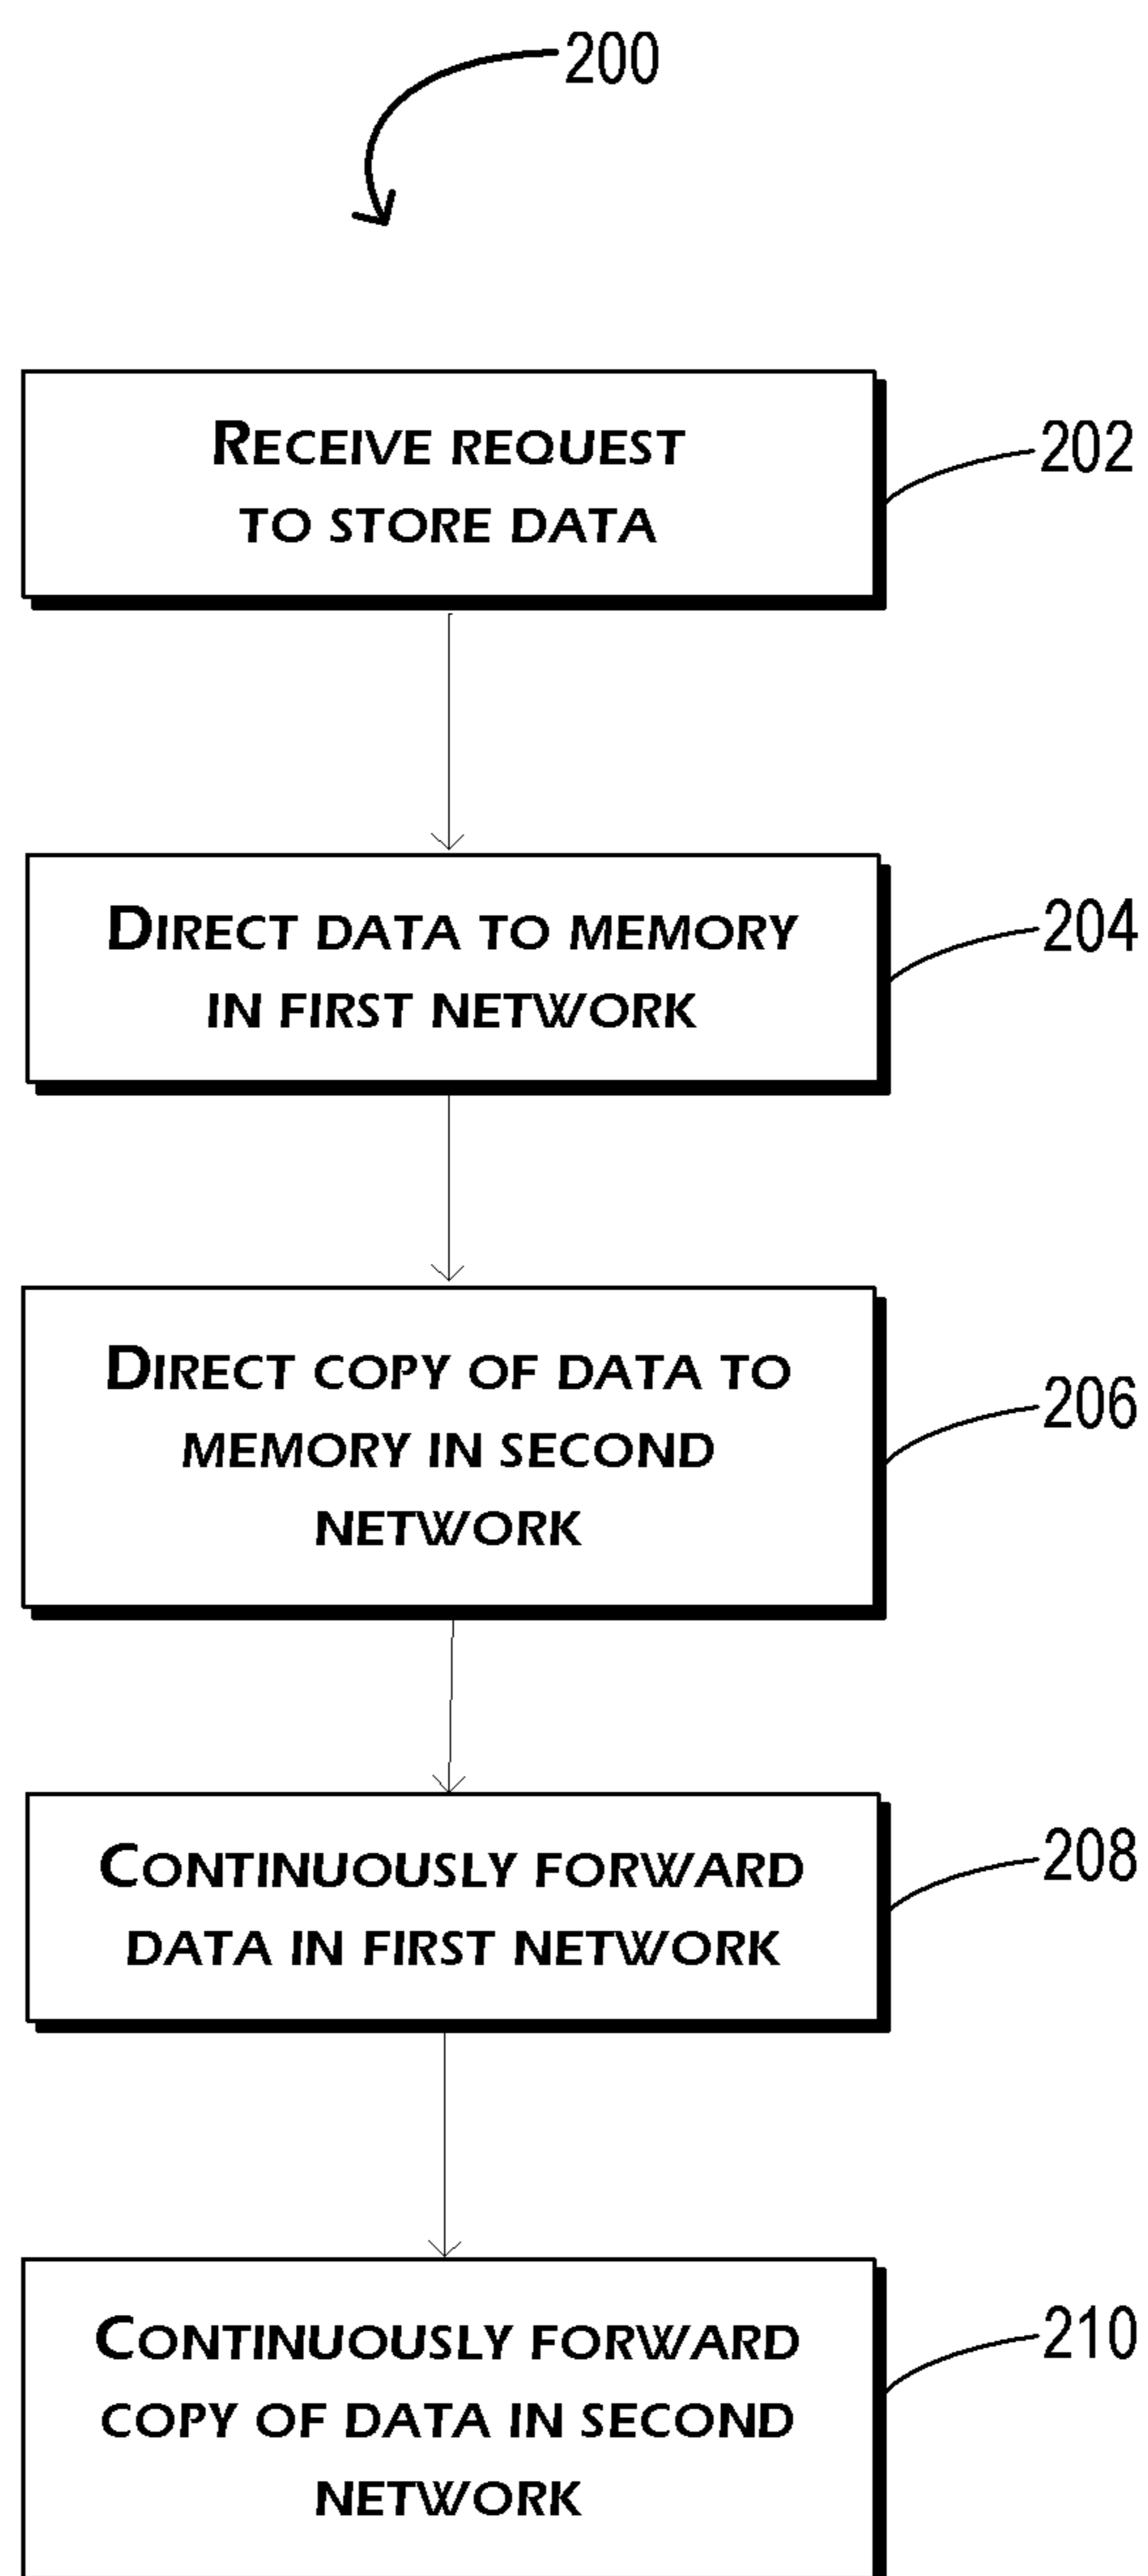 200
RECEIVE REQUEST
TO STORE DATA
202
DIRECT DATA TO MEMORY
IN FIRST NETWORK
204
DIRECT COPY OF DATA TO
MEMORY IN SECOND
NETWORK
206
CONTINUOUSLY FORWARD
DATA IN FIRST NETWORK
208
CONTINUOUSLY FORWARD
COPY OF DATA IN SECOND
NETWORK
210